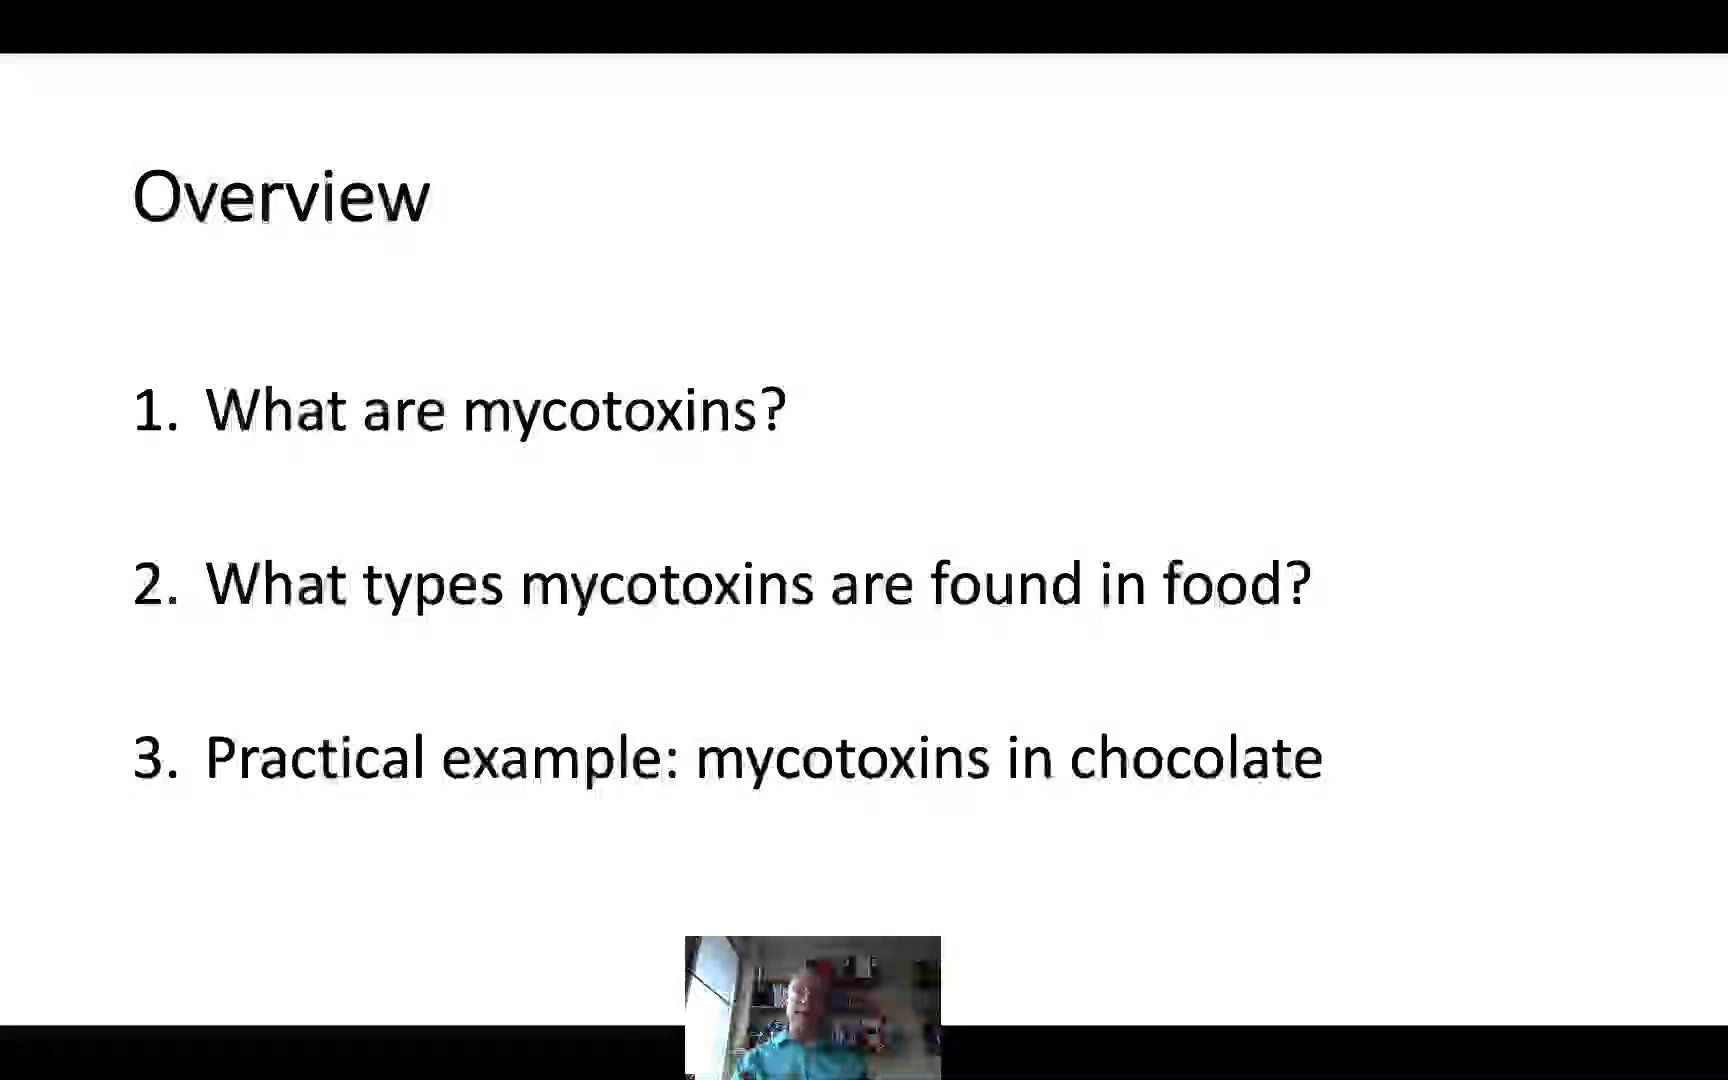 Overview
1. What are mycotoxins?
2. What types mycotoxins are found in food?
3. Practical example: mycotoxins in chocolate